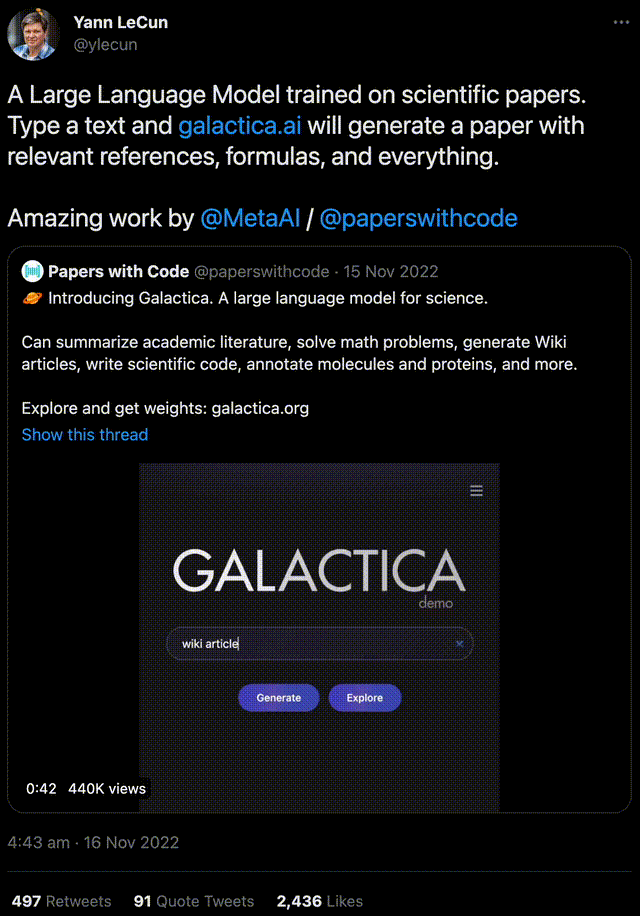 Yann LeCun
@ylecun
A Large Language Model trained on scientific papers.
Type a text and galactica.ai will generate a paper with
relevant references, formulas, and everything.
Amazing work by @MetaAI / @paperswithcode
Papers with Code @paperswithcode · 15 Nov 2022
🪐 Introducing Galactica. A large language model for science.
Can summarize academic literature, solve math problems, generate Wiki
articles, write scientific code, annotate molecules and proteins, and more.
Explore and get weights: galactica.org
Show this thread
GALACTICA
demo
wiki article
Generate Explore
0:42 440K views
4:43 am · 16 Nov 2022
497 Retweets 91 Quote Tweets 2,436 Likes